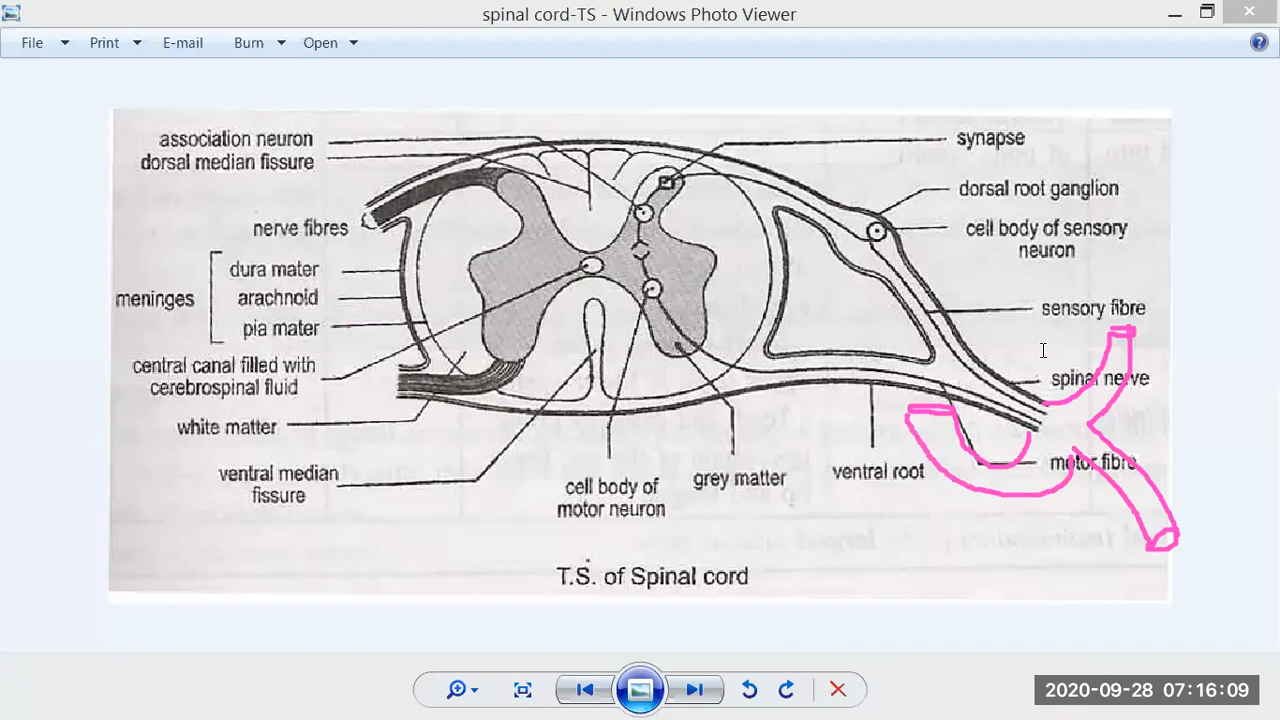 spinal cord-TS - Windows Photo Viewer
File Print E-mail Burn Open
association neuron
dorsal median fissure
nerve fibres
meninges
dura mater
arachnoid
pia mater
central canal filled with
cerebrospinal fluid
white matter
ventral median
fissure
cell body of
motor neuron
grey matter
ventral root
synapse
dorsal root ganglion
cell body of sensory
neuron
sensory fibre
spinal nerve
motor fibre
T.S. of Spinal cord
2020-09-28 07:16:09